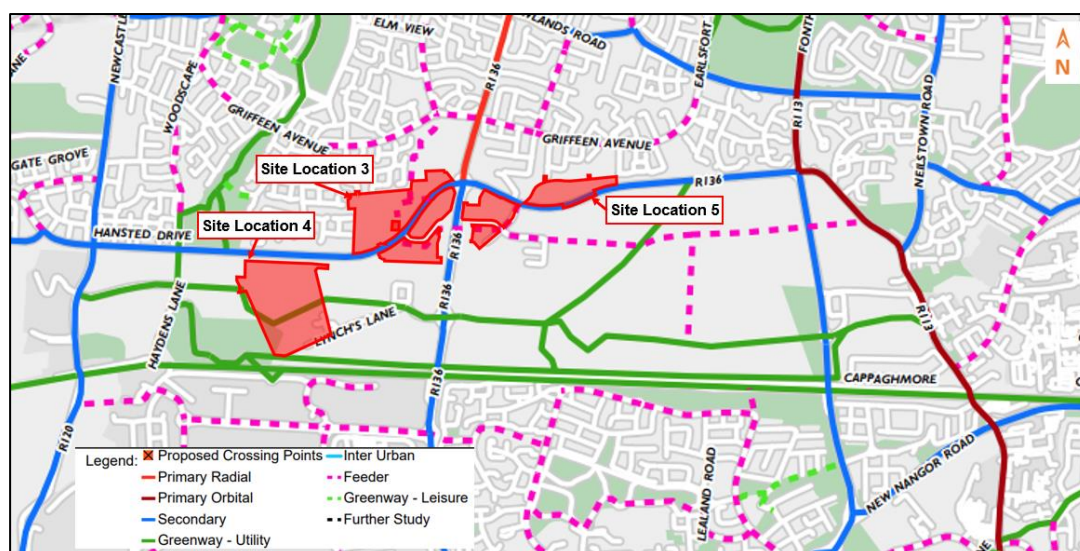 ELM VIEW
NEWLANDS ROAD
NEWCASTLE
WOODSCAPE
R136
EARLSFORT
FONTH
N
GRIFFEEN AVENUE
GRIFFEEN AVENUE
R113
NEILSTOWN ROAD
GATE GROVE
Site Location 3
R136
Site Location 4
Site Location 5
HANSTED DRIVE
R136
R136
HAYDENS LANE
LYNCH'S LANE
R113
R136
CAPPAGHMORE
R120
LEALAND ROAD
NEW NANGOR ROAD
Legend:
Proposed Crossing Points
Inter Urban
Primary Radial
Feeder
Primary Orbital
Greenway - Leisure
Secondary
Further Study
Greenway - Utility